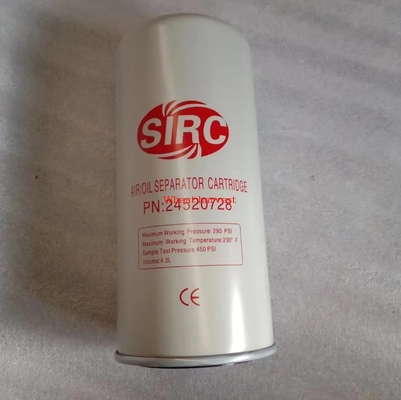 SIRC
AIR/OIL SEPARATOR CARTRIDGE
PN:24520728
Maximum Working Pressure:290 PSI
Maximum Working Temperature:230° F
Sample Test Pressure:450 PSI
Volume:4.3L
CE